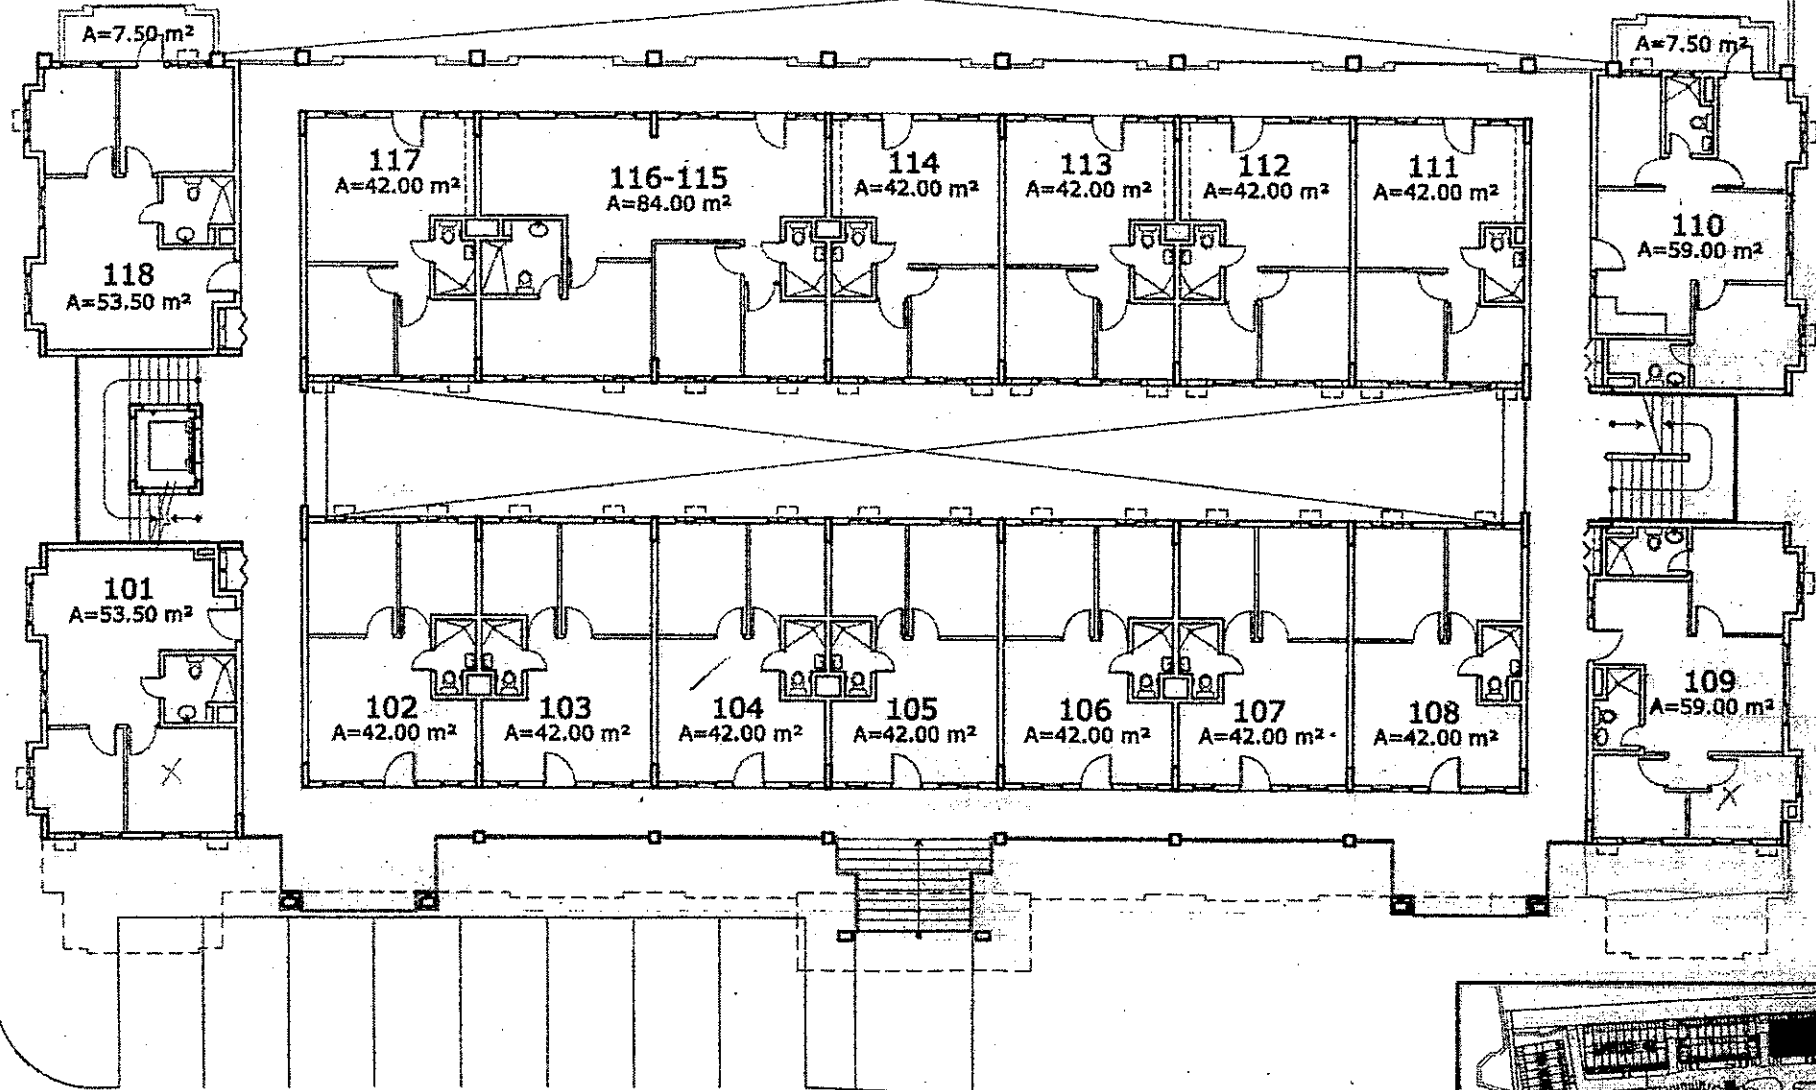 A=7.50 m²
A=7.50 m²
117
A=42.00 m²
116-115
A=84.00 m²
114
A=42.00 m²
113
A=42.00 m²
112
A=42.00 m²
111
A=42.00 m²
110
A=59.00 m²
118
A=53.50 m²
101
A=53.50 m²
102
A=42.00 m²
103
A=42.00 m²
104
A=42.00 m²
105
A=42.00 m²
106
A=42.00 m²
107
A=42.00 m²
108
A=42.00 m²
109
A=59.00 m²